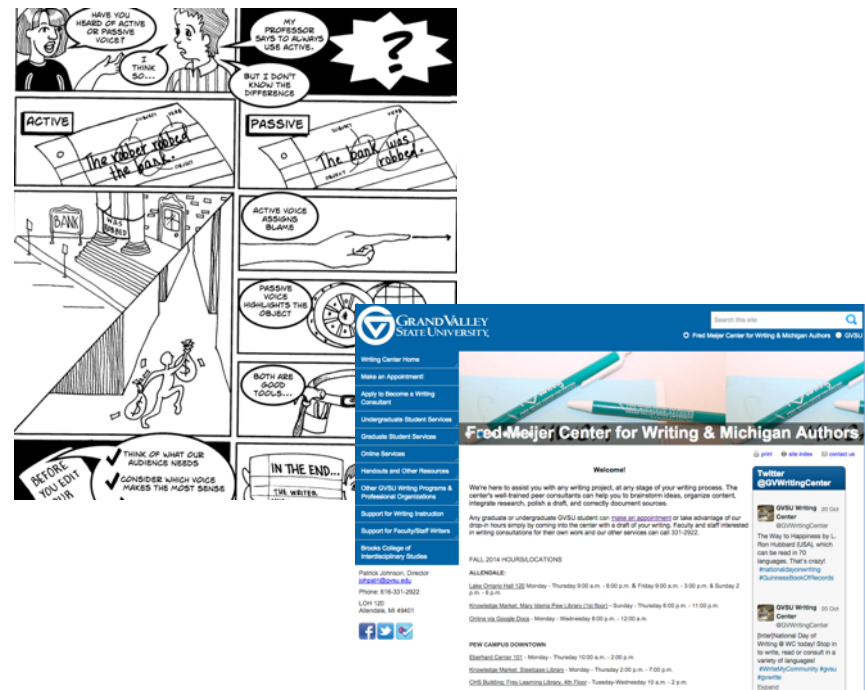 HAVE YOU
HEARD OF ACTIVE
OR PASSIVE
VOICE?
I
THINK
SO...
MY
PROFESSOR
SAYS TO ALWAYS
USE ACTIVE.
BUT I DON'T
KNOW THE
DIFFERENCE
?
ACTIVE
SUBJECT
VERB
The robber robbed
the bank.
OBJECT
PASSIVE
SUBJECT
VERB
The bank was
robbed.
OBJECT
BANK
WAS
ROBBED
ACTIVE VOICE
ASSIGNS
BLAME
PASSIVE
VOICE
HIGHLIGHTS THE
OBJECT
BOTH ARE
GOOD
TOOLS...
BEFORE
YOU EDIT
YOUR
THINK OF WHAT OUR
AUDIENCE NEEDS
CONSIDER WHICH VOICE
MAKES THE MOST SENSE
IN THE END...
THE WRITER
GRAND VALLEY
STATE UNIVERSITY
Search this site
Fred Meijer Center for Writing & Michigan Authors GVSU
Writing Center Home
Make an Appointment!
Apply to Become a Writing
Consultant
Undergraduate Student Services
Graduate Student Services
Online Services
Handouts and Other Resources
Other GVSU Writing Programs &
Professional Organizations
Support for Writing Instruction
Support for Faculty/Staff Writers
Brooks College of
Interdisciplinary Studies
Patrick Johnson, Director
johpatri@gvsu.edu
Phone: 616-331-2922
LOH 120
Allendale, MI 49401
Fred Meijer Center for Writing & Michigan Authors
print site index contact us
Welcome!
We're here to assist you with any writing project, at any stage of your writing process. The
center's well-trained peer consultants can help you to brainstorm ideas, organize content,
integrate research, polish a draft, and correctly document sources.
Any graduate or undergraduate GVSU student can make an appointment or take advantage of our
drop-in hours simply by coming into the center with a draft of your writing. Faculty and staff interested
in writing consultations for their own work and our other services can call 331-2922.
FALL 2014 HOURS/LOCATIONS
ALLENDALE:
Lake Ontario Hall 120 Monday - Thursday 9:00 a.m. - 6:00 p.m. & Friday 9:00 a.m. - 3:00 p.m. & Sunday 2
p.m. - 6 p.m.
Knowledge Market, Mary Idema Pew Library (1st floor) – Sunday - Thursday 6:00 p.m. - 11:00 p.m.
Online via Google Docs - Monday - Wednesday 8:00 p.m. - 12:00 a.m.
PEW CAMPUS DOWNTOWN
Eberhard Center 101 - Monday - Thursday 10:00 a.m. - 2:00 p.m.
Knowledge Market, Steelcase Library - Monday - Thursday 2:00 p.m. - 7:00 p.m.
CHS Building: Frey Learning Library, 4th Floor - Tuesday-Wednesday 10 a.m. - 2 p.m.
Twitter
@GVWritingCenter
GVSU Writing 20 Oct
Center
@GVWritingCenter
The Way to Happiness by L.
Ron Hubbard (USA), which
can be read in 70
languages. That's crazy!
#nationaldayonwriting
#GuinnessBookOfRecords
GVSU Writing 20 Oct
Center
@GVWritingCenter
[Inter]National Day of
Writing @ WC today! Stop in
to write, read or consult in a
variety of languages!
#WriteMyCommunity #gvsu
#gvwrite
Expand